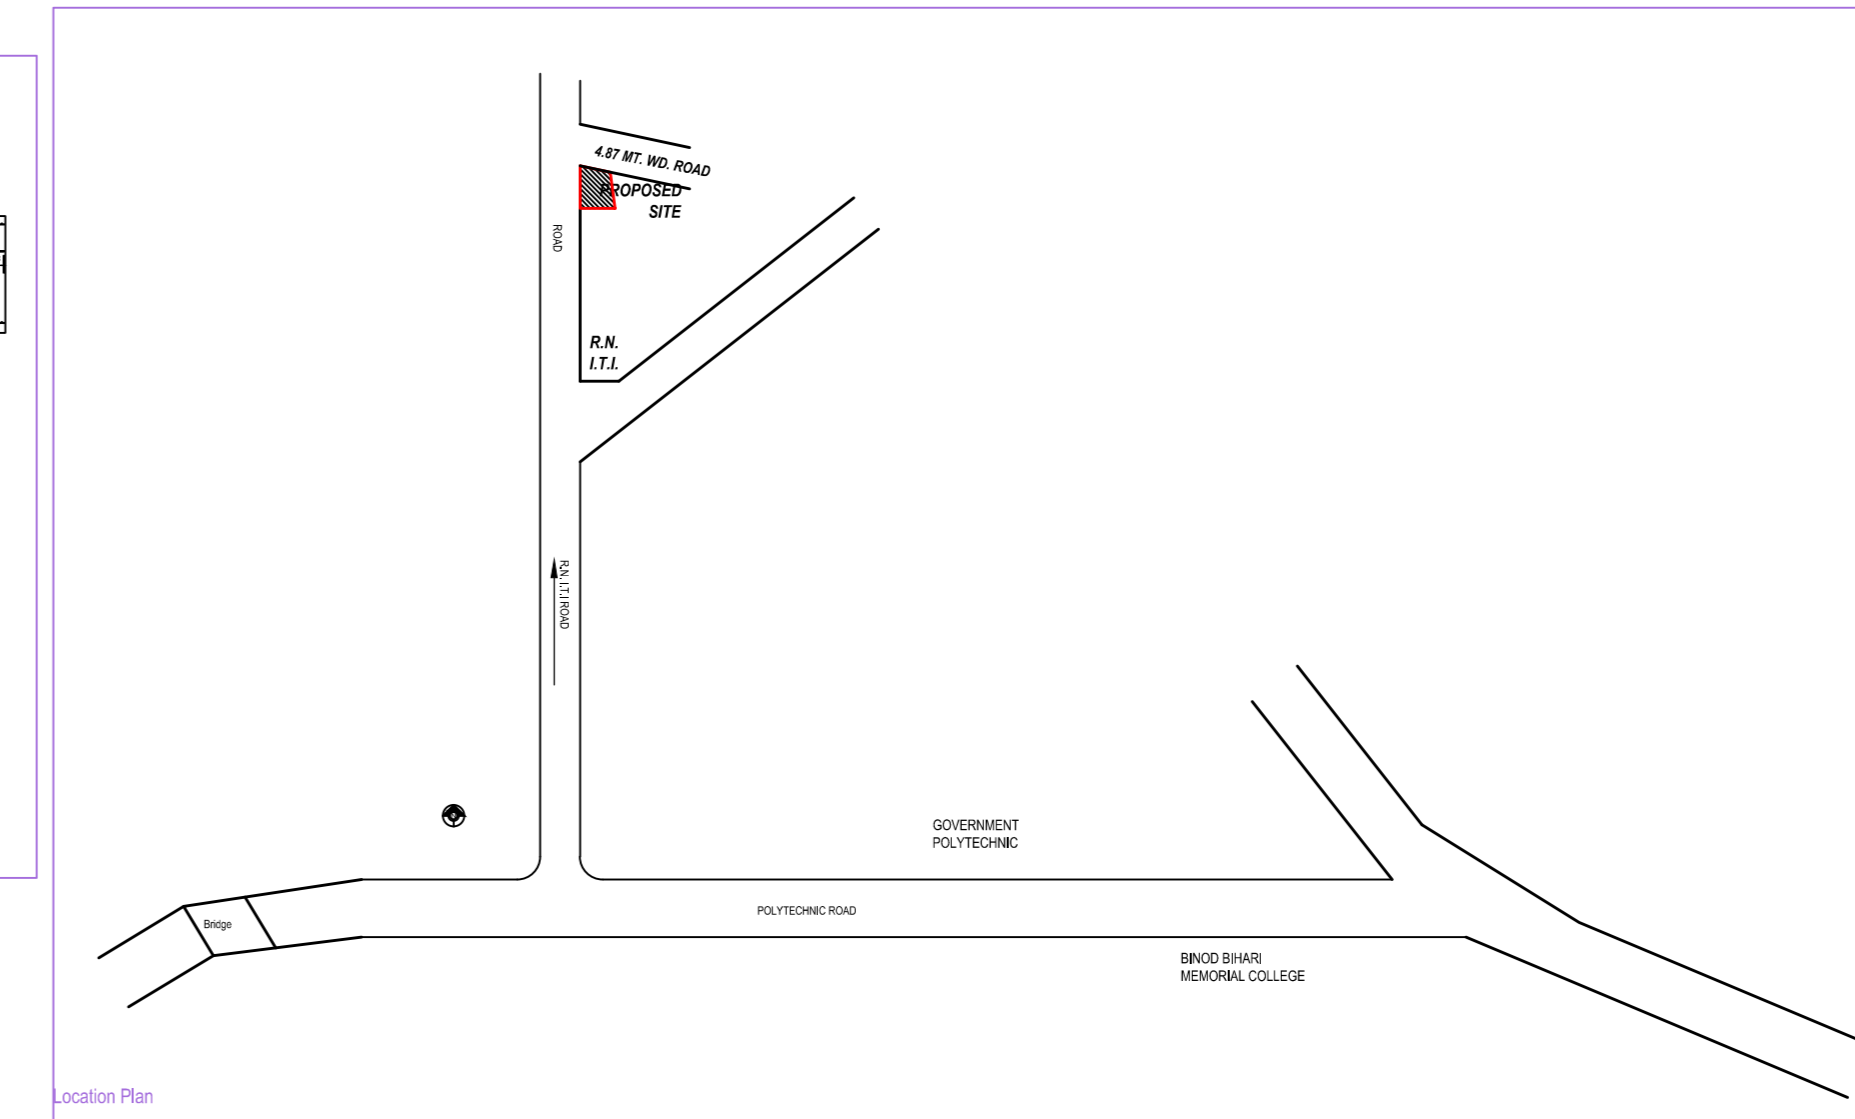 4.87 MT. WD. ROAD
PROPOSED
SITE
ROAD
R.N.
I.T.I.
R.N. I.T.I ROAD
GOVERNMENT
POLYTECHNIC
POLYTECHNIC ROAD
Bridge
BINOD BIHARI
MEMORIAL COLLEGE
Location Plan